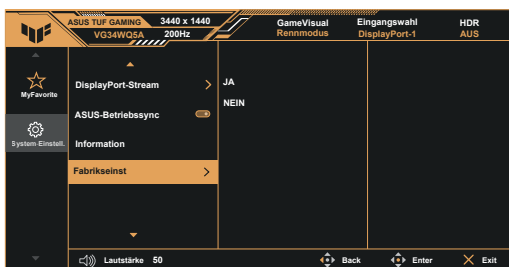 ASUS TUF GAMING 3440 x 1440
VG34WQ5A 200Hz
GameVisual
Rennmodus
Eingangswahl
DisplayPort-1
HDR
AUS
MyFavorite
System-Einstell.
DisplayPort-Stream
ASUS-Betriebssync
Information
Fabrikseinst
JA
NEIN
Lautstärke 50
Back
Enter
Exit